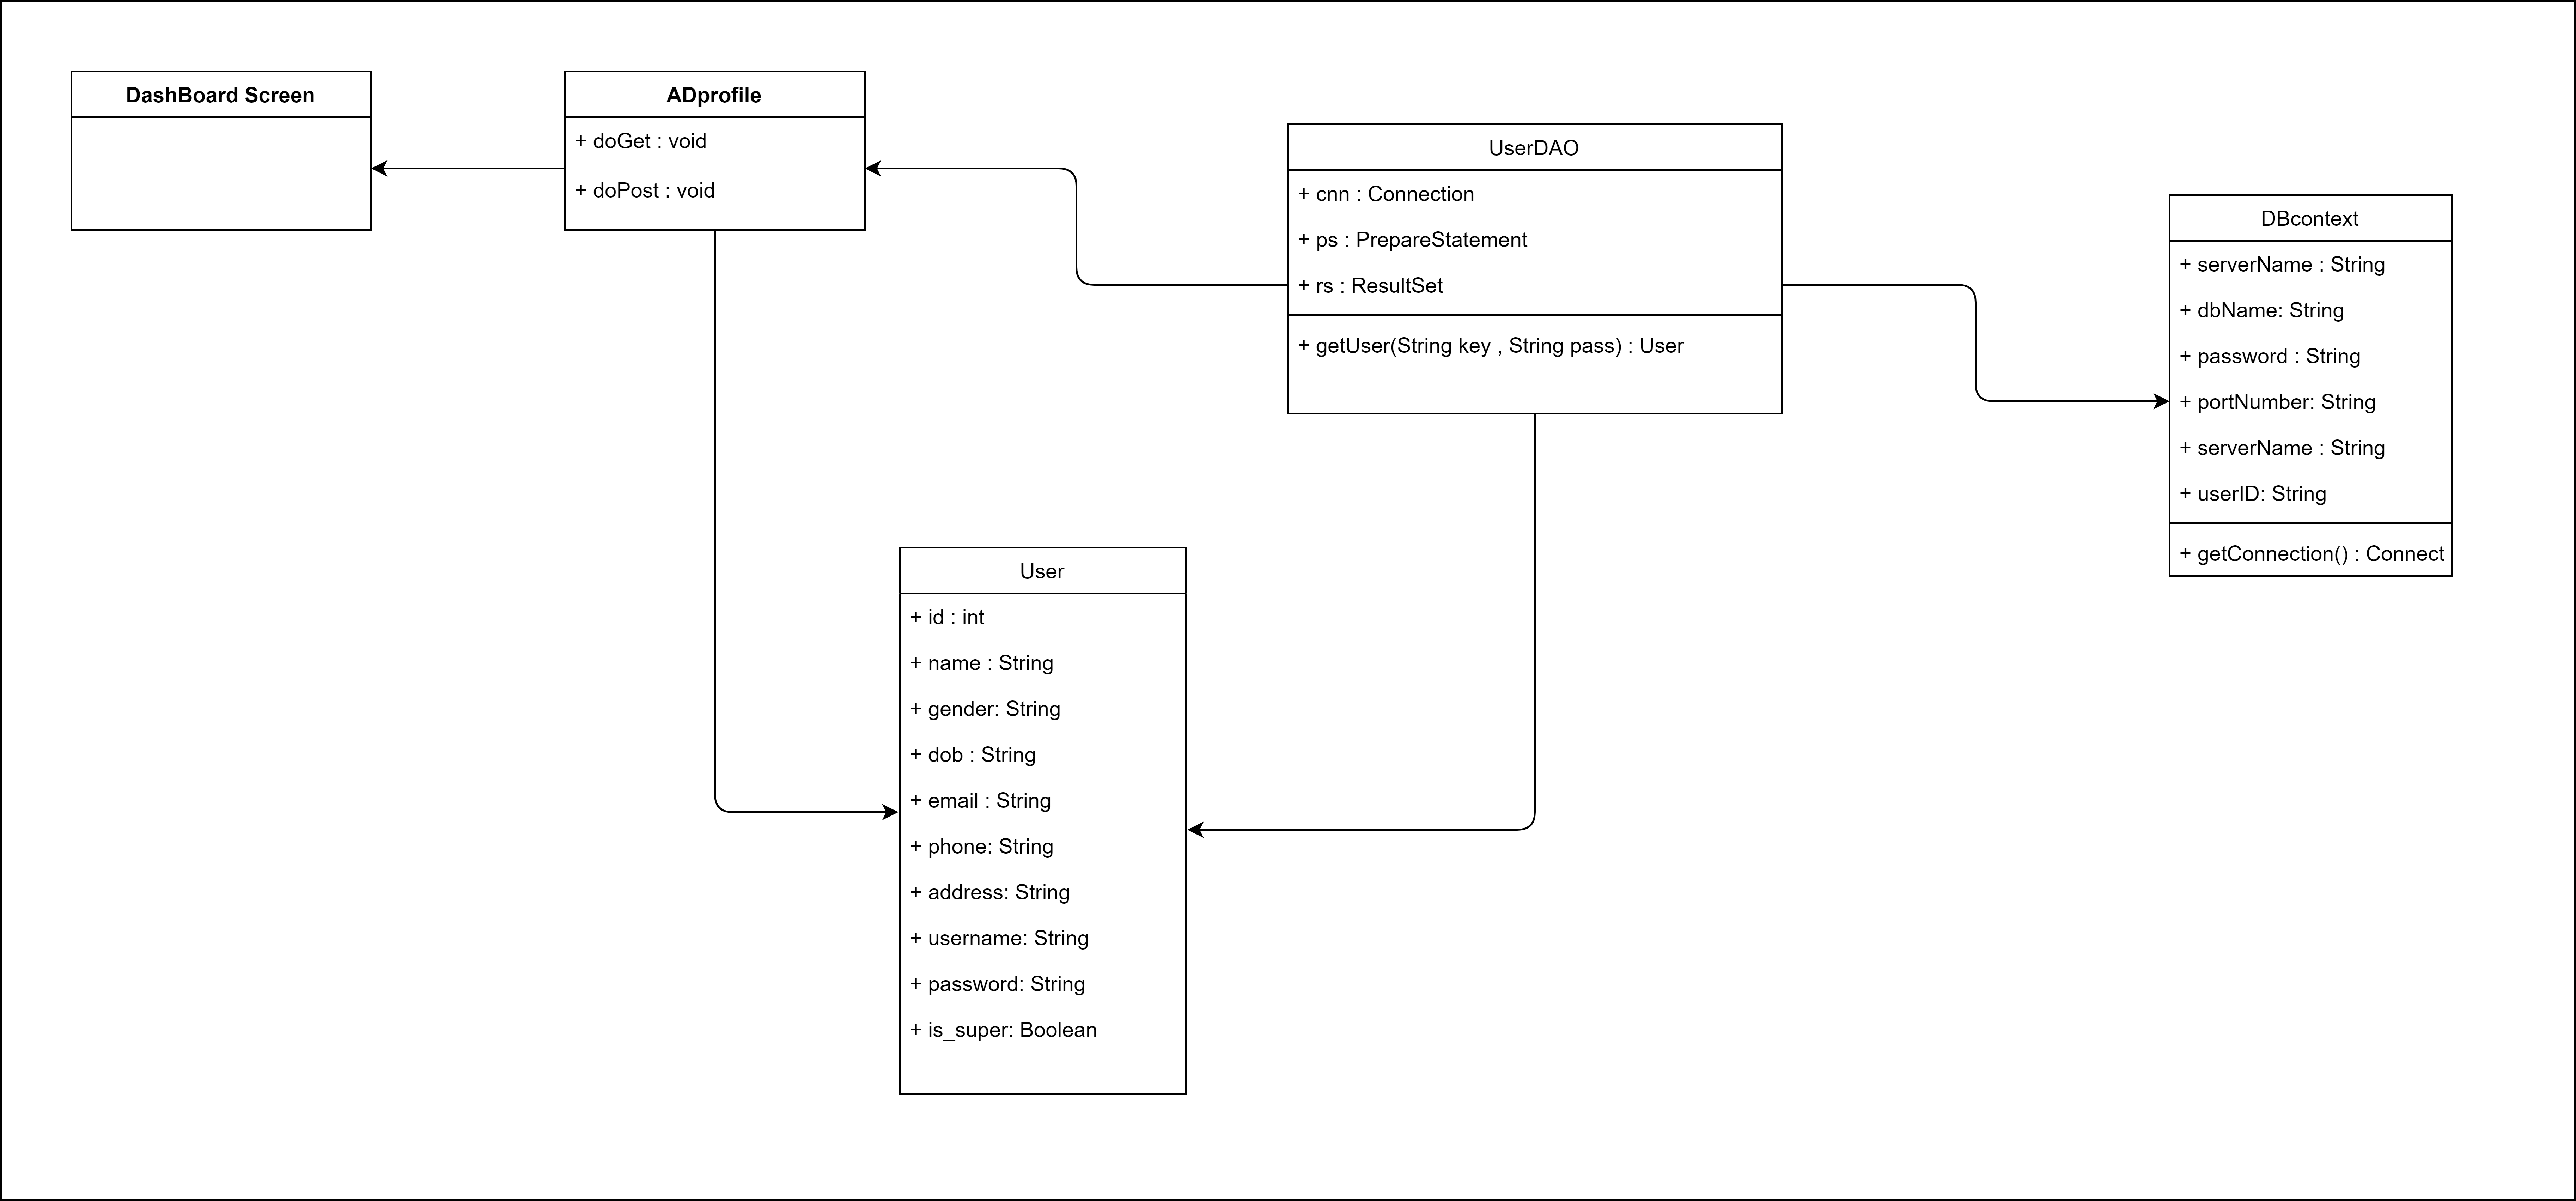 DashBoard Screen
ADprofile
+ doGet : void
+ doPost : void
UserDAO
+ cnn : Connection
+ ps : PrepareStatement
+ rs : ResultSet
+ getUser(String key , String pass) : User
DBcontext
+ serverName : String
+ dbName: String
+ password : String
+ portNumber: String
+ serverName : String
+ userID: String
+ getConnection() : Connect
User
+ id : int
+ name : String
+ gender: String
+ dob : String
+ email : String
+ phone: String
+ address: String
+ username: String
+ password: String
+ is_super: Boolean